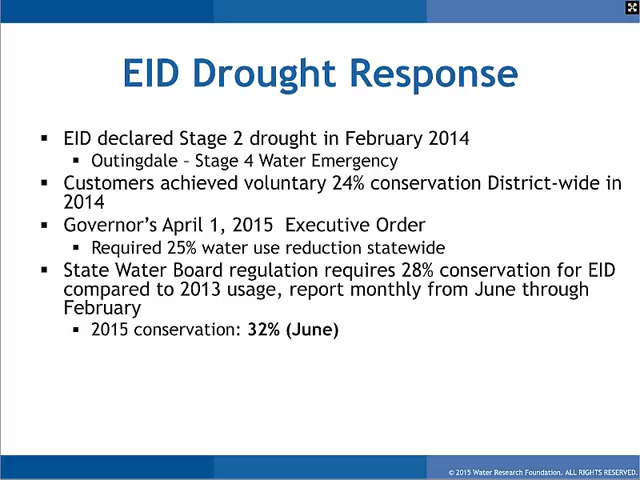 EID Drought Response
▪ EID declared Stage 2 drought in February 2014
▪ Outingdale – Stage 4 Water Emergency
▪ Customers achieved voluntary 24% conservation District-wide in
2014
▪ Governor's April 1, 2015  Executive Order
▪ Required 25% water use reduction statewide
▪ State Water Board regulation requires 28% conservation for EID
compared to 2013 usage, report monthly from June through
February
▪ 2015 conservation: 32% (June)
© 2015 Water Research Foundation. ALL RIGHTS RESERVED.